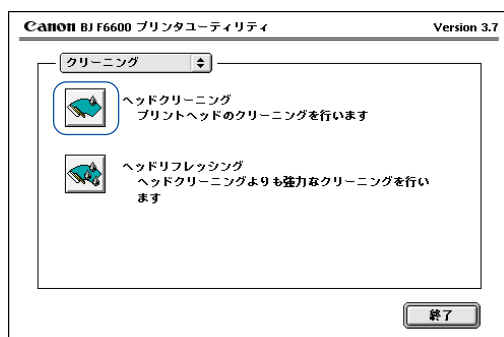 Canon BJ F6600 プリンタユーティリティ Version 3.7
クリーニング
ヘッドクリーニング
プリントヘッドのクリーニングを行います
ヘッドリフレッシング
ヘッドクリーニングよりも強力なクリーニングを行い
ます
終了